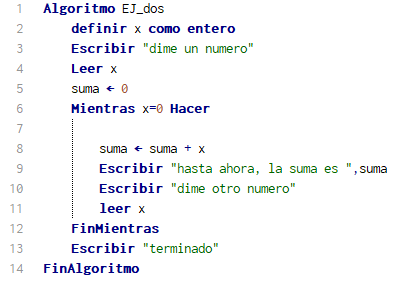 1 Algoritmo EJ_dos
2 definir x como entero
3 Escribir "dime un numero"
4 Leer x
5 suma ← 0
6 Mientras x=0 Hacer
7
8 suma ← suma + x
9 Escribir "hasta ahora, la suma es ",suma
10 Escribir "dime otro numero"
11 leer x
12 FinMientras
13 Escribir "terminado"
14 FinAlgoritmo